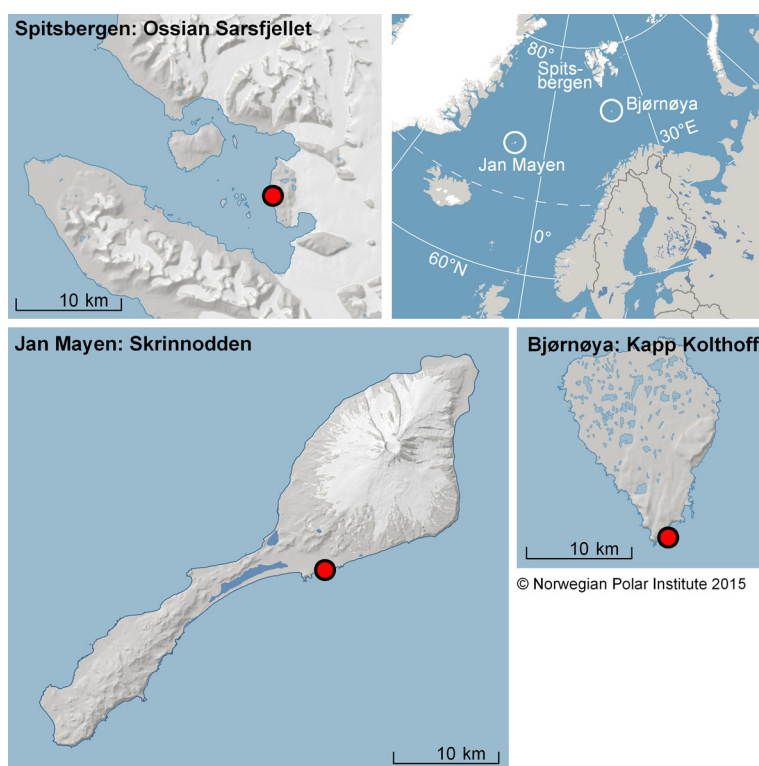 Spitsbergen: Ossian Sarsfjellet
10 km
80°
Spits-
bergen
Bjørnøya
30°E
Jan Mayen
0°
60°N
Jan Mayen: Skrinnodden
10 km
Bjørnøya: Kapp Kolthoff
10 km
© Norwegian Polar Institute 2015